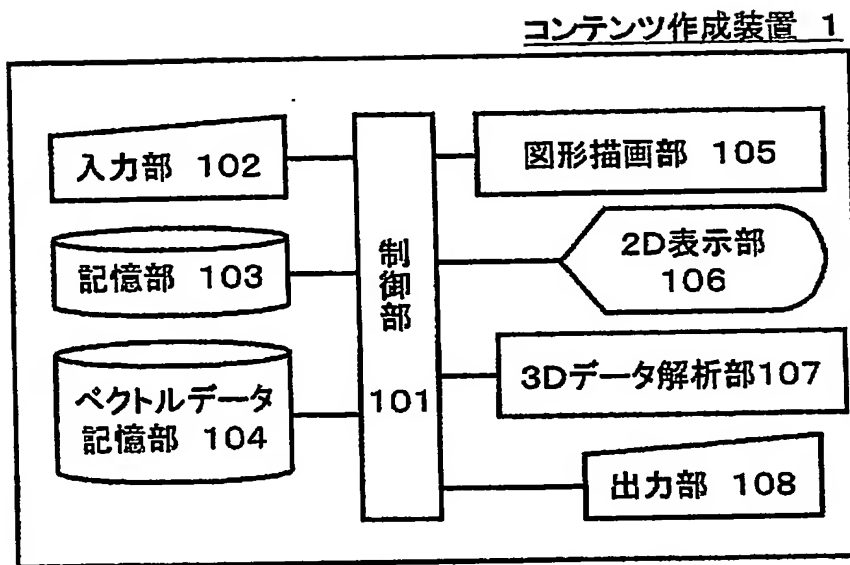 コンテンツ作成装置 1
入力部 102
記憶部 103
ベクトルデータ
記憶部 104
制御部
101
図形描画部 105
2D表示部
106
3Dデータ解析部107
出力部 108